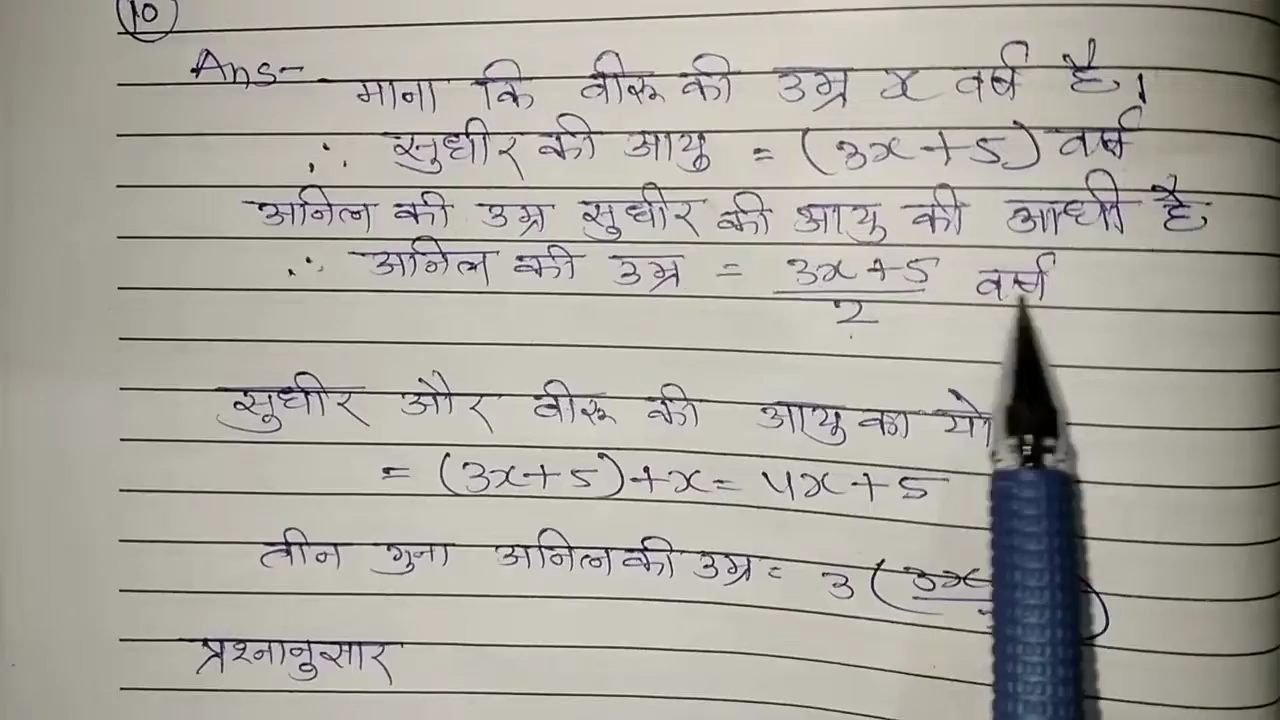 10
Ans- माना कि वीरू की उम्र x वर्ष है।
∴ सुधीर की आयु = (3x+5) वर्ष
अनिल की उम्र सुधीर की आयु की आधी है
∴ अनिल की उम्र = 3x+5/2 वर्ष
सुधीर और वीरू की आयु का
= (3x+5)+x = 4x+5
तीन गुना अनिल की उम्र = 3(3x
प्रश्नानुसार